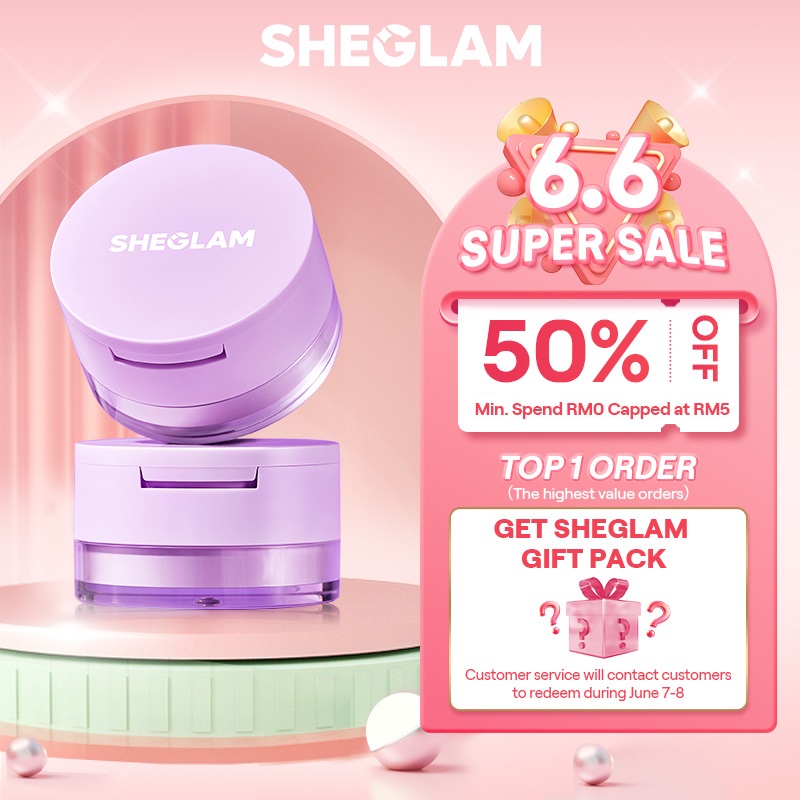 SHEGLAM
SHEGLAM
6.6
SUPER SALE
50% OFF
Min. Spend RM0 Capped at RM5
TOP 1 ORDER
(The highest value orders)
GET SHEGLAM
GIFT PACK
? ? ? ?
Customer service will contact customers
to redeem during June 7-8